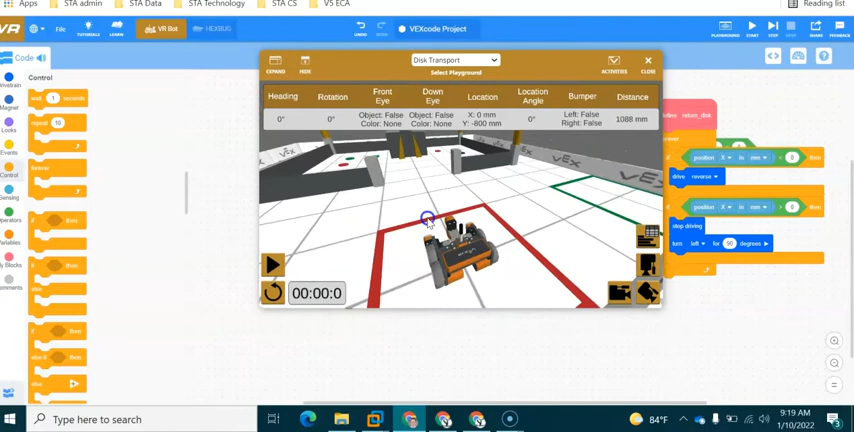 Apps STA admin STA Data STA Technology STA CS V5 ECA Reading list
VR File TUTORIALS LEARN VR Bot HEXBUG UNDO REDO VEXcode Project PLAYGROUND START STEP STOP SHARE FEEDBACK
Code
Control
Drivetrain
Magnet
Looks
Events
Control
Sensing
Operators
Variables
My Blocks
Comments
wait 1 seconds
repeat 10
forever
if then
if then
else
if then
else if then
else
EXPAND HIDE Disk Transport ACTIVITIES CLOSE
Select Playground
Heading Rotation Front Eye Down Eye Location Location Angle Bumper Distance
0° 0° Object: False Object: False X: 0 mm 0° Left: False 1088 mm
Color: None Color: None Y: -800 mm Right: False
vex
VEX
00:00:0
define return_disk
forever
if position X in mm < 0 then
drive reverse
if position X in mm > 0 then
stop driving
turn left for 90 degrees
Type here to search
84°F
9:19 AM
1/10/2022
3